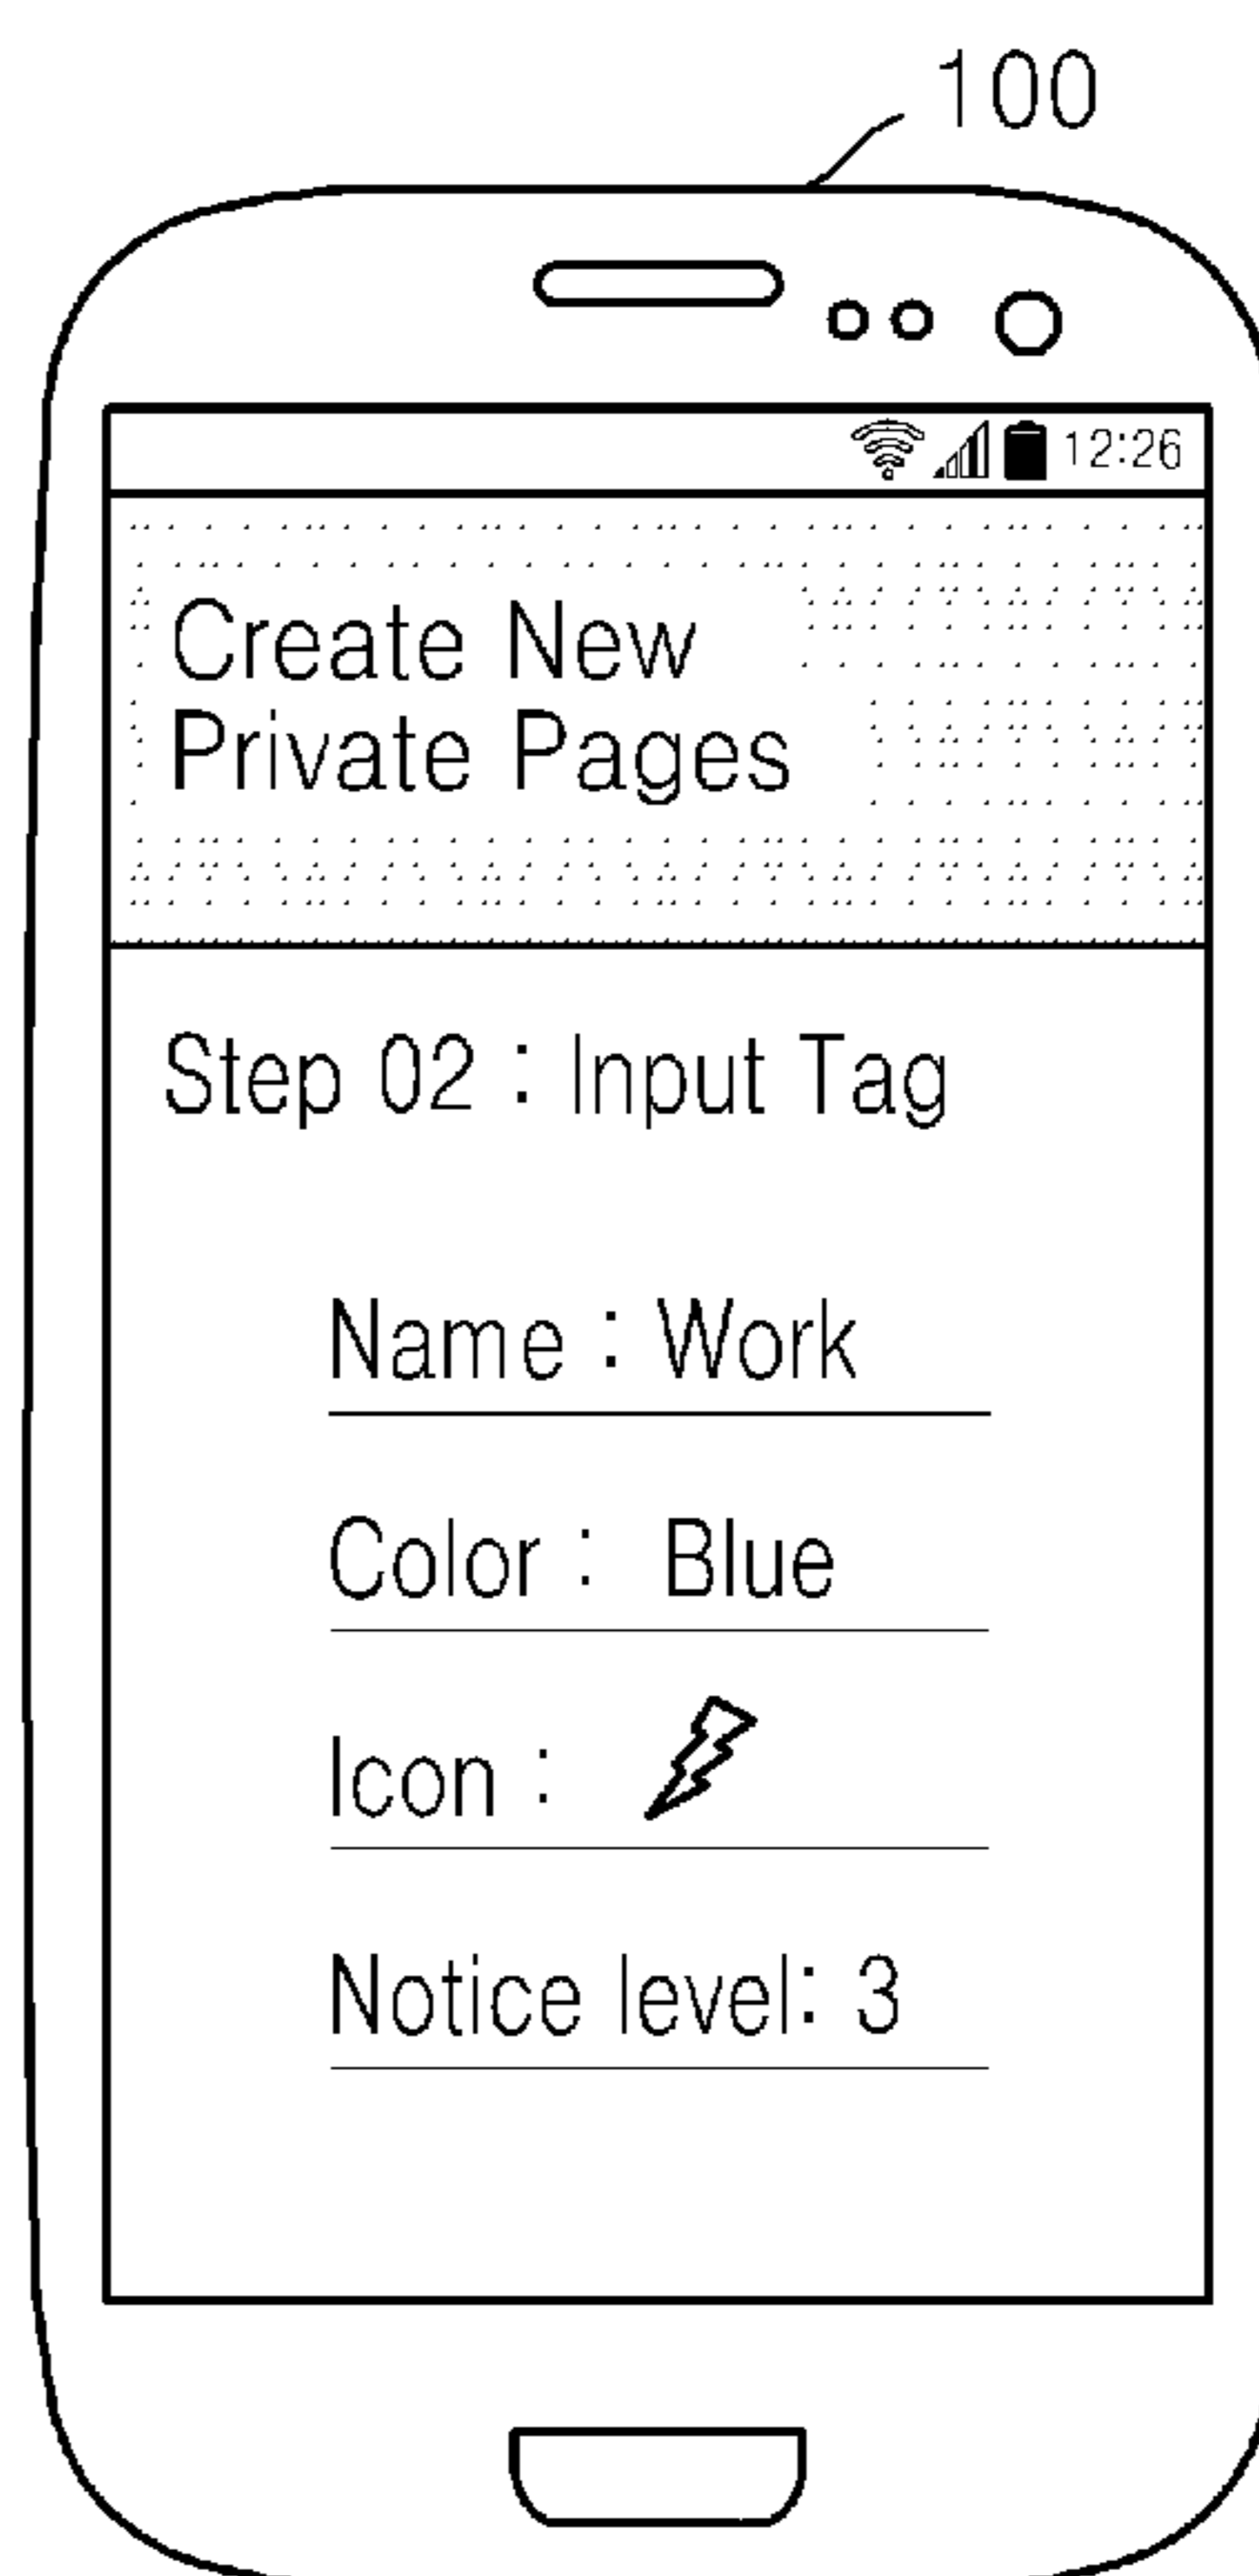 100
12:26
Create New
Private Pages
Step 02 : Input Tag
Name : Work
Color : Blue
Icon :
Notice level: 3